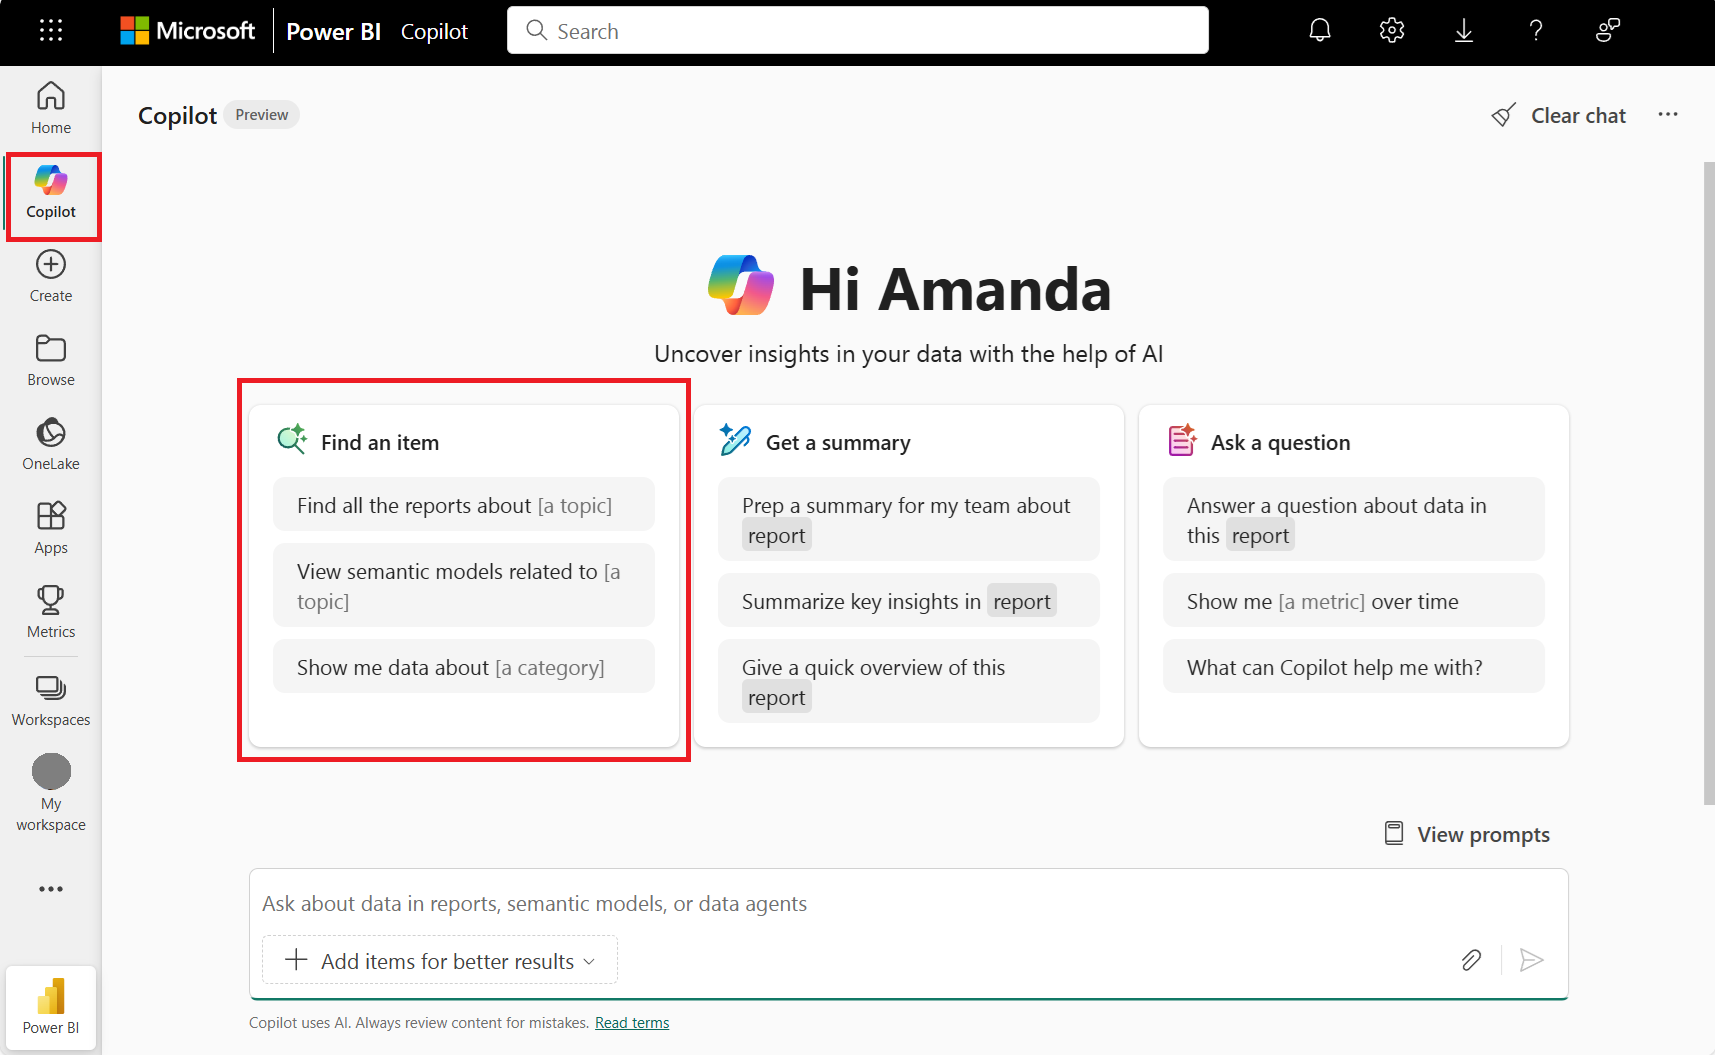 Microsoft Power BI Copilot Search
Home
Copilot
Create
Browse
OneLake
Apps
Metrics
Workspaces
My
workspace
Power BI
Copilot Preview
Clear chat
Hi Amanda
Uncover insights in your data with the help of AI
Find an item
Find all the reports about [a topic]
View semantic models related to [a
topic]
Show me data about [a category]
Get a summary
Prep a summary for my team about
report
Summarize key insights in report
Give a quick overview of this
report
Ask a question
Answer a question about data in
this report
Show me [a metric] over time
What can Copilot help me with?
View prompts
Ask about data in reports, semantic models, or data agents
Add items for better results
Copilot uses AI. Always review content for mistakes. Read terms